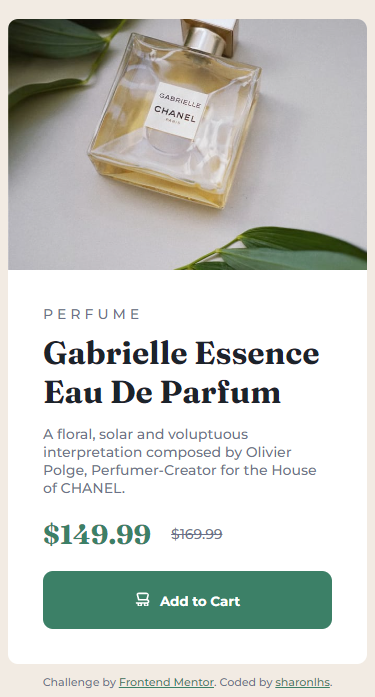 GABRIELLE
CHANEL
PARIS
PERFUME
Gabrielle Essence
Eau De Parfum
A floral, solar and voluptuous
interpretation composed by Olivier
Polge, Perfumer-Creator for the House
of CHANEL.
$149.99 $169.99
Add to Cart
Challenge by Frontend Mentor. Coded by sharonlhs.